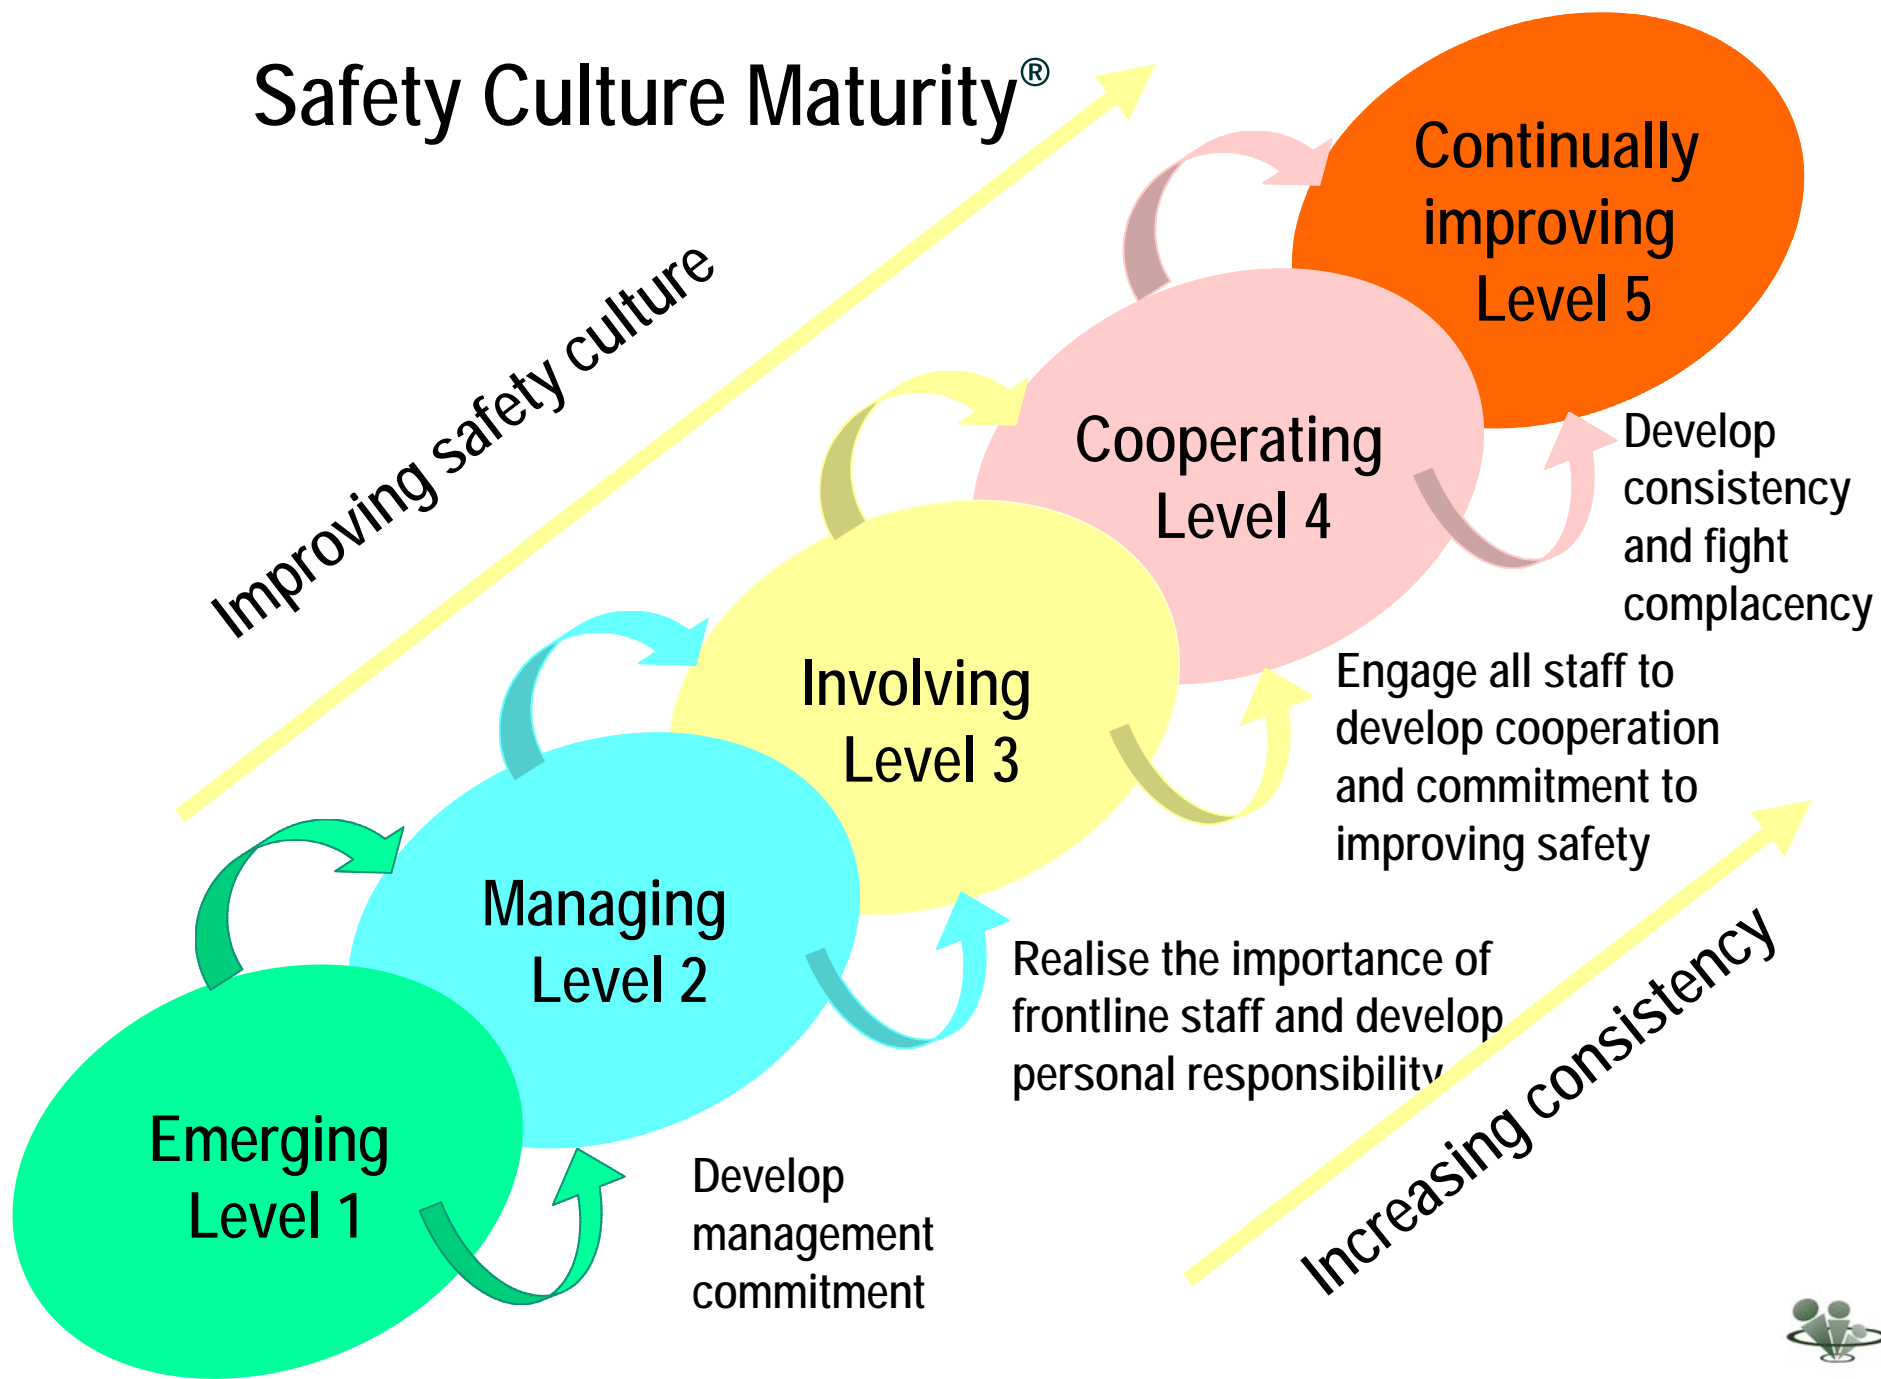 Safety Culture Maturity®
Improving safety culture
Continually
improving
Level 5
Develop
consistency
and fight
complacency
Cooperating
Level 4
Engage all staff to
develop cooperation
and commitment to
improving safety
Involving
Level 3
Realise the importance of
frontline staff and develop
personal responsibility
Managing
Level 2
Develop
management
commitment
Emerging
Level 1
Increasing consistency